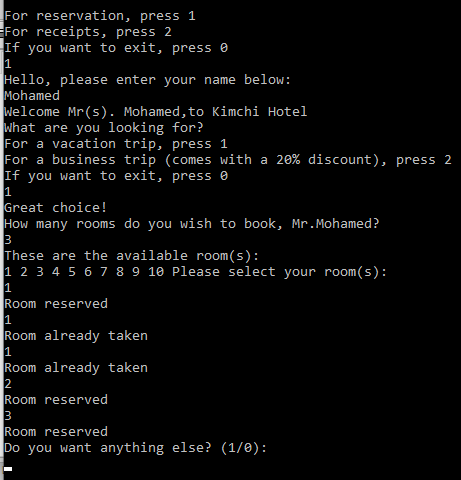 For reservation, press 1
For receipts, press 2
If you want to exit, press 0
1
Hello, please enter your name below:
Mohamed
Welcome Mr(s). Mohamed,to Kimchi Hotel
What are you looking for?
For a vacation trip, press 1
For a business trip (comes with a 20% discount), press 2
If you want to exit, press 0
1
Great choice!
How many rooms do you wish to book, Mr.Mohamed?
3
These are the available room(s):
1 2 3 4 5 6 7 8 9 10 Please select your room(s):
1
Room reserved
1
Room already taken
1
Room already taken
2
Room reserved
3
Room reserved
Do you want anything else? (1/0):